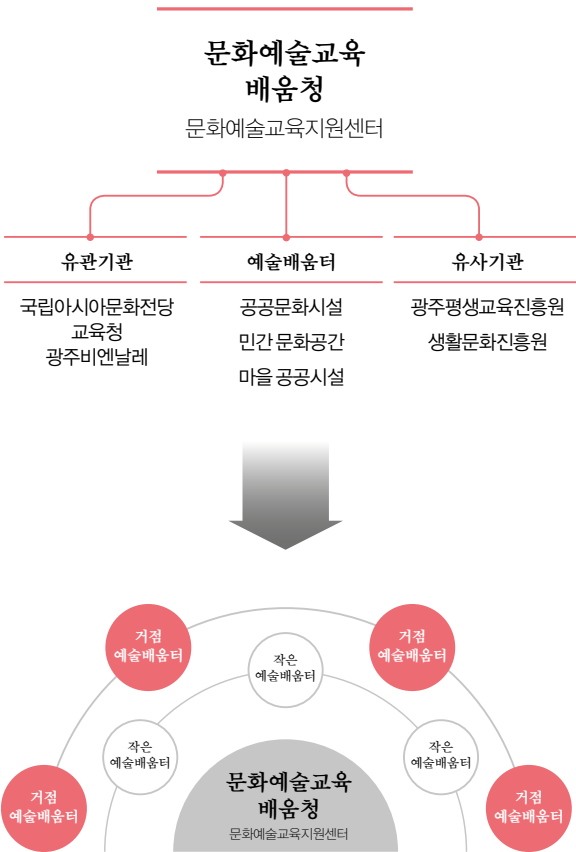 문화예술교육
배움청
문화예술교육지원센터
유관기관
국립아시아문화전당
교육청
광주비엔날레
예술배움터
공공문화시설
민간 문화공간
마을 공공시설
유사기관
광주평생교육진흥원
생활문화진흥원
거점
예술배움터
거점
예술배움터
작은
예술배움터
작은
예술배움터
작은
예술배움터
거점
예술배움터
문화예술교육
배움청
문화예술교육지원센터
거점
예술배움터